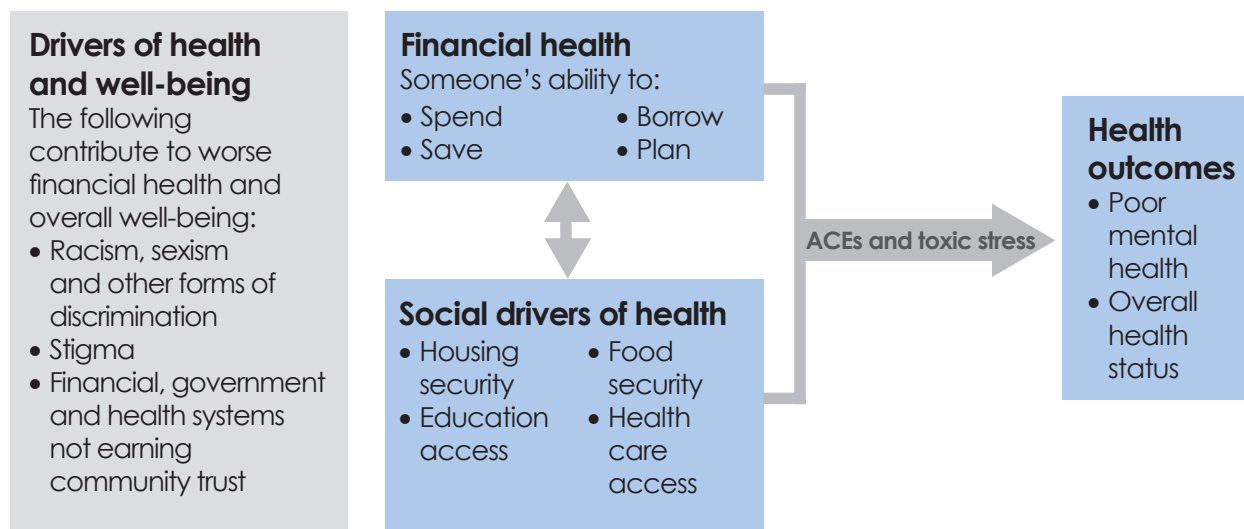 Drivers of health
and well-being
The following
contribute to worse
financial health and
overall well-being:
• Racism, sexism
and other forms of
discrimination
• Stigma
• Financial, government
and health systems
not earning
community trust
Financial health
Someone's ability to:
• Spend
• Save
• Borrow
• Plan
Social drivers of health
• Housing
security
• Education
access
• Food
security
• Health
care
access
ACEs and toxic stress
Health
outcomes
• Poor
mental
health
• Overall
health
status